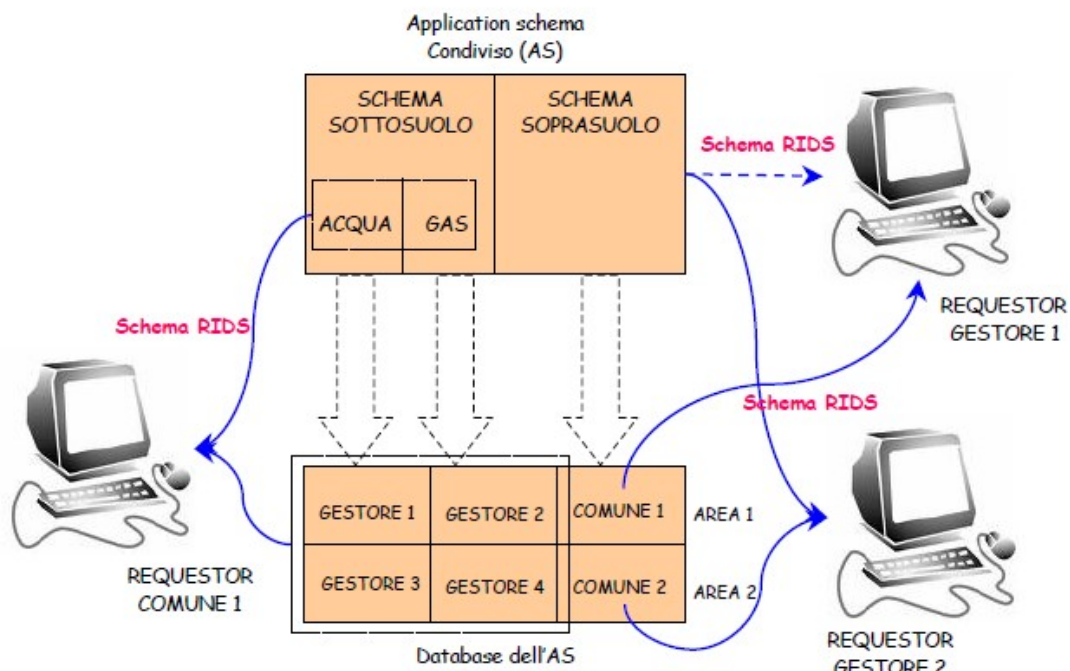 Application schema
Condiviso (AS)
SCHEMA
SOTTOSUOLO
SCHEMA
SOPRASUOLO
ACQUA
GAS
Schema RIDS
REQUESTOR
GESTORE 1
Schema RIDS
Schema RIDS
GESTORE 1
GESTORE 2
COMUNE 1
AREA 1
GESTORE 3
GESTORE 4
COMUNE 2
AREA 2
REQUESTOR
COMUNE 1
Database dell'AS
REQUESTOR
GESTORE 2